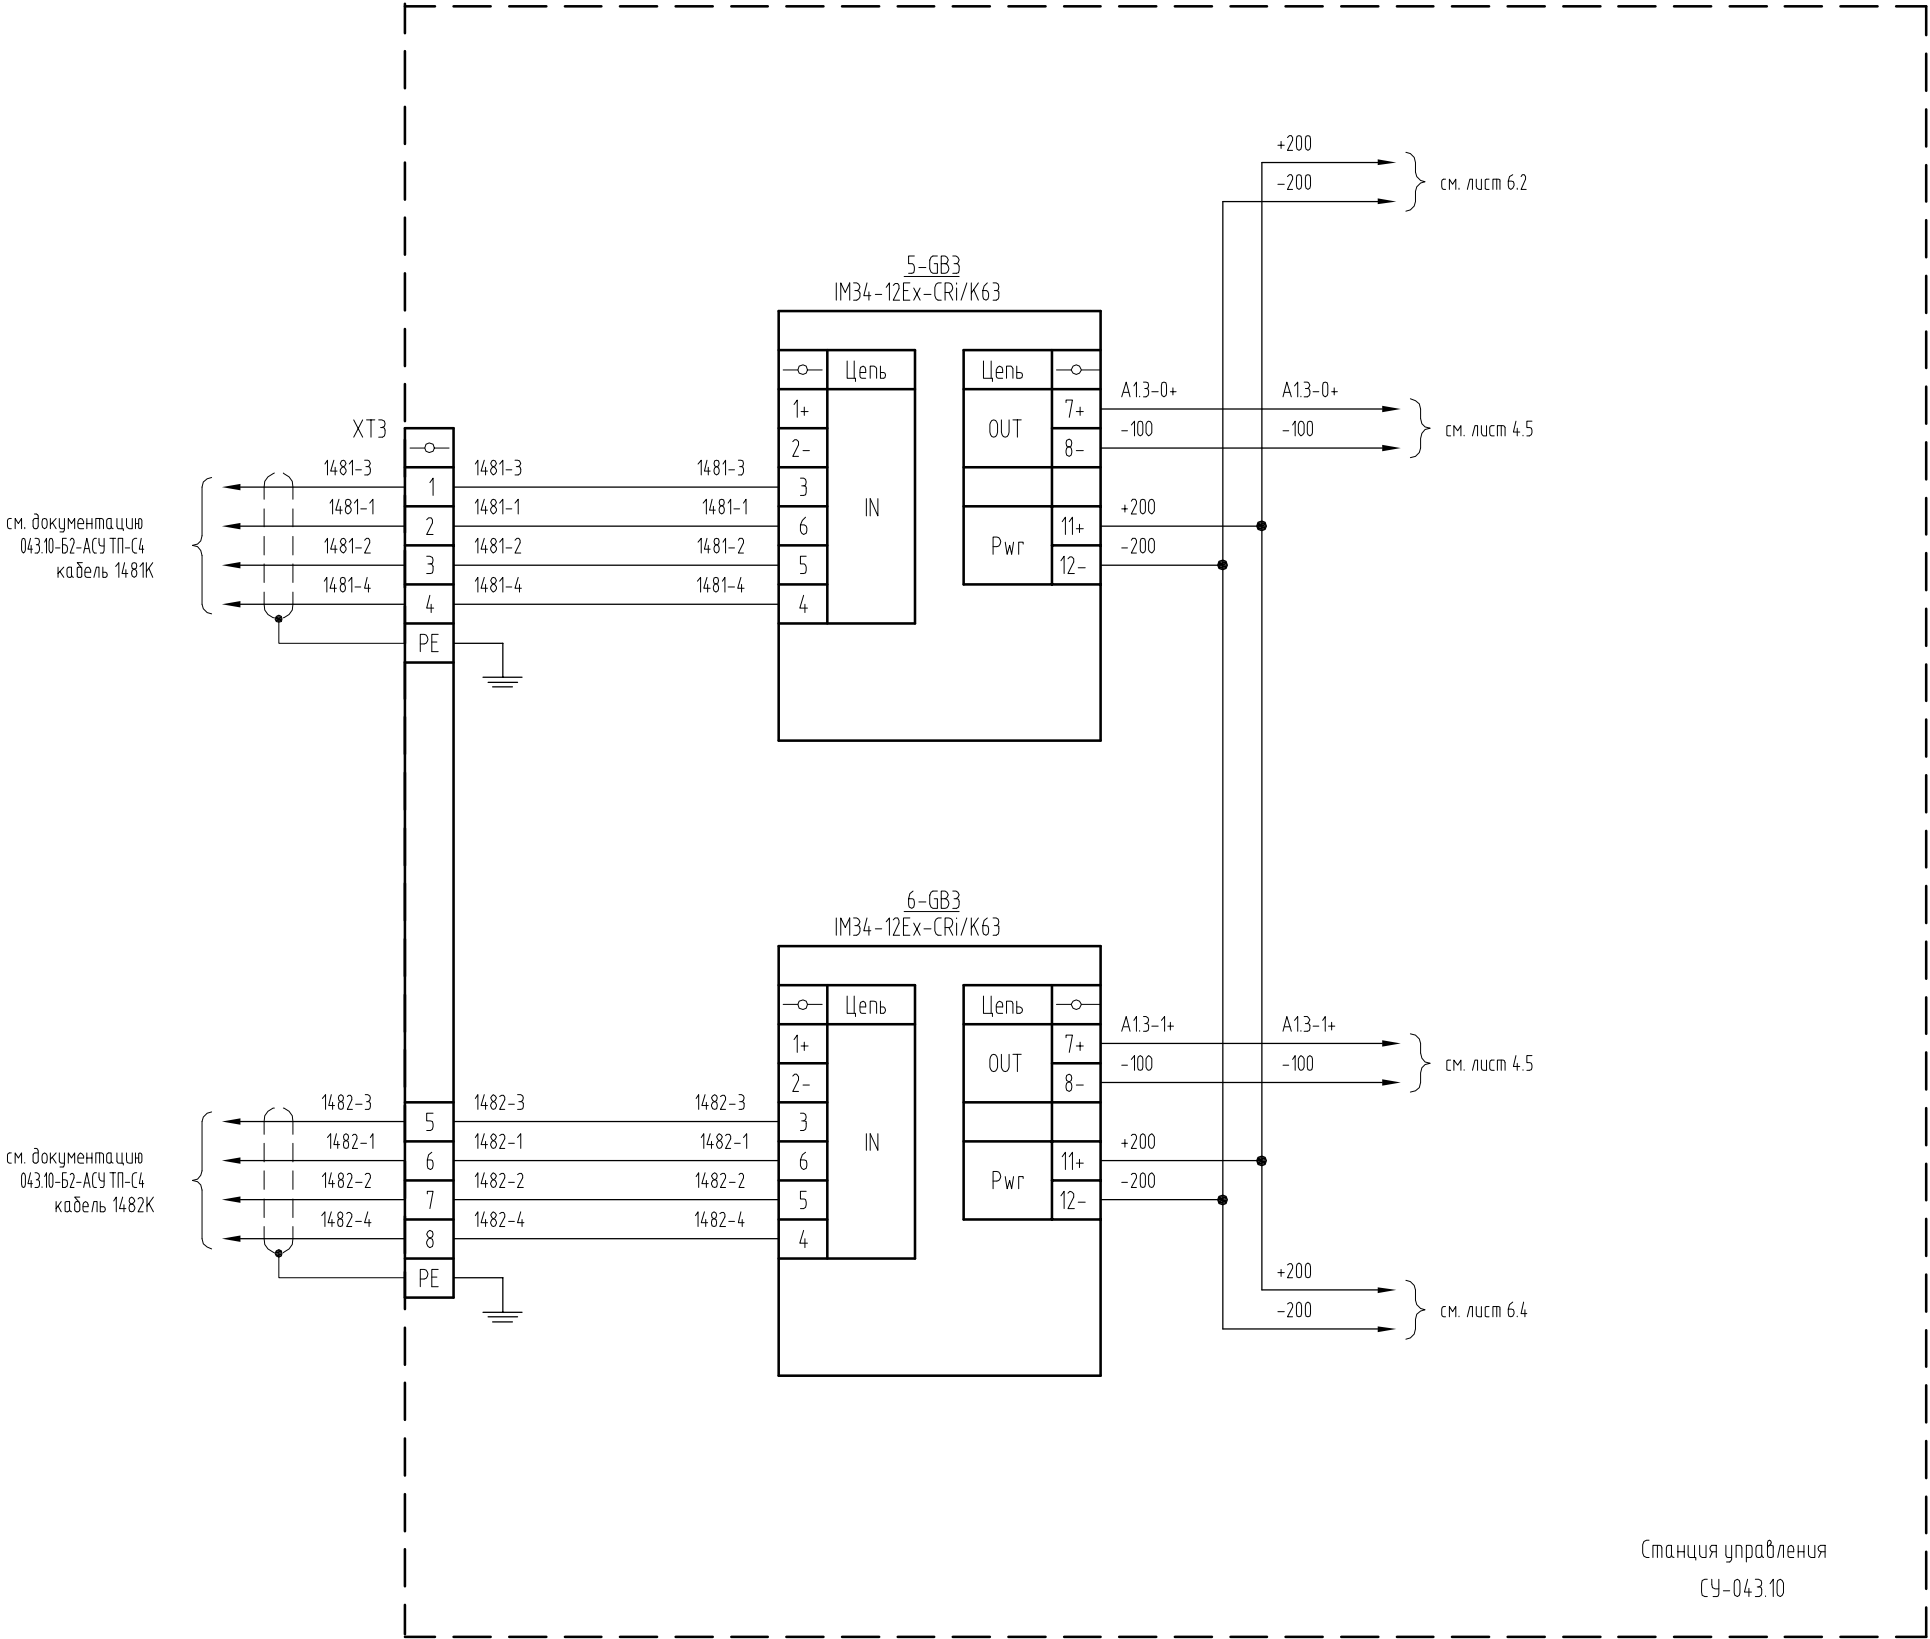 +200
-200
см. лист 6.2
5-GB3
IM34-12Ex-CRi/K63
Цепь
Цепь
1+
2-
3
6
5
4
IN
OUT
Pwr
7+
8-
11+
12-
A1.3-0+
A1.3-0+
-100
-100
см. лист 4.5
+200
-200
XT3
1481-3
1
1481-3
1481-3
1481-1
2
1481-1
1481-1
1481-2
3
1481-2
1481-2
1481-4
4
1481-4
1481-4
PE
см. документацию
043.10-Б2-АСУ ТП-С4
кабель 1481К
6-GB3
IM34-12Ex-CRi/K63
Цепь
Цепь
1+
2-
3
6
5
4
IN
OUT
Pwr
7+
8-
11+
12-
A1.3-1+
A1.3-1+
-100
-100
см. лист 4.5
+200
-200
1482-3
5
1482-3
1482-3
1482-1
6
1482-1
1482-1
1482-2
7
1482-2
1482-2
1482-4
8
1482-4
1482-4
PE
см. документацию
043.10-Б2-АСУ ТП-С4
кабель 1482К
+200
-200
см. лист 6.4
Станция управления
СУ-043.10